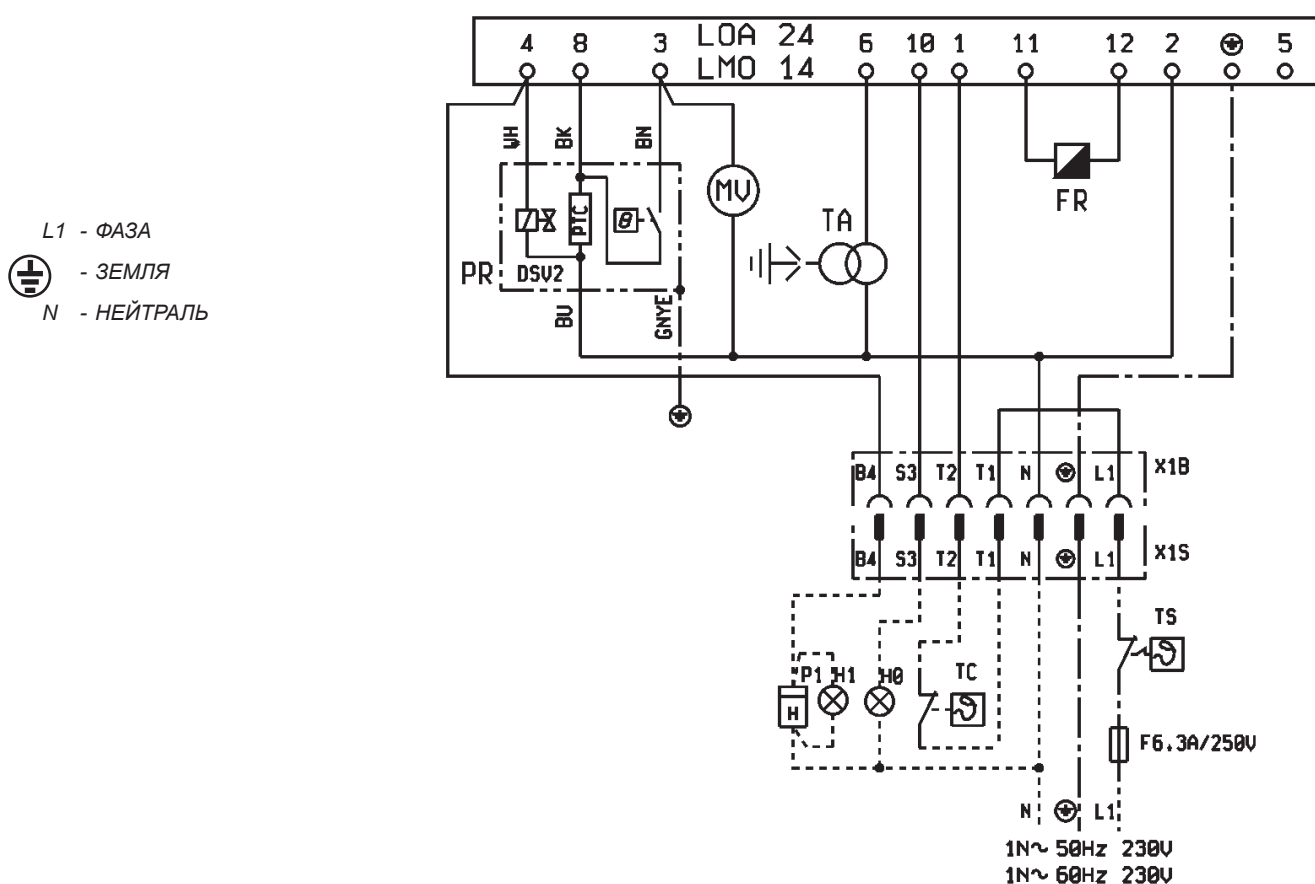 LOA 24
LMO 14
4 8 3 6 10 1 11 12 2 5
WH BK BN
MV
FR
TA
PTC
θ
PR
DSV2
BU
GNYE
L1 - ФАЗА
- ЗЕМЛЯ
N - НЕЙТРАЛЬ
B4 S3 T2 T1 N L1 X1B
B4 S3 T2 T1 N L1 X1S
TS
P1 H1 H0 TC
H
F6.3A/250V
N L1
1N~ 50Hz 230V
1N~ 60Hz 230V